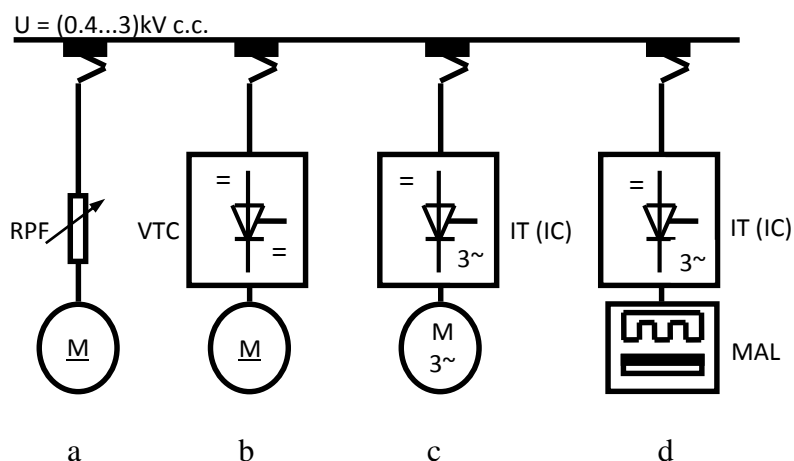 U = (0.4...3)kV c.c.
= = =
RPF VTC IT (IC) IT (IC)
= 3~ 3~
M M M 3~ MAL
a b c d